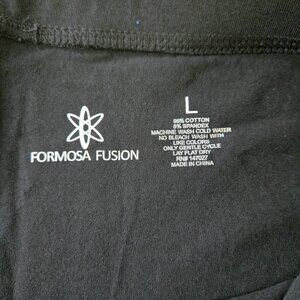 FORMOSA FUSION
L
95% COTTON
5% SPANDEX
MACHINE WASH COLD WATER
NO BLEACH WASH WITH
LIKE COLORS
ONLY GENTLE CYCLE
LAY FLAT DRY
RN# 147027
MADE IN CHINA